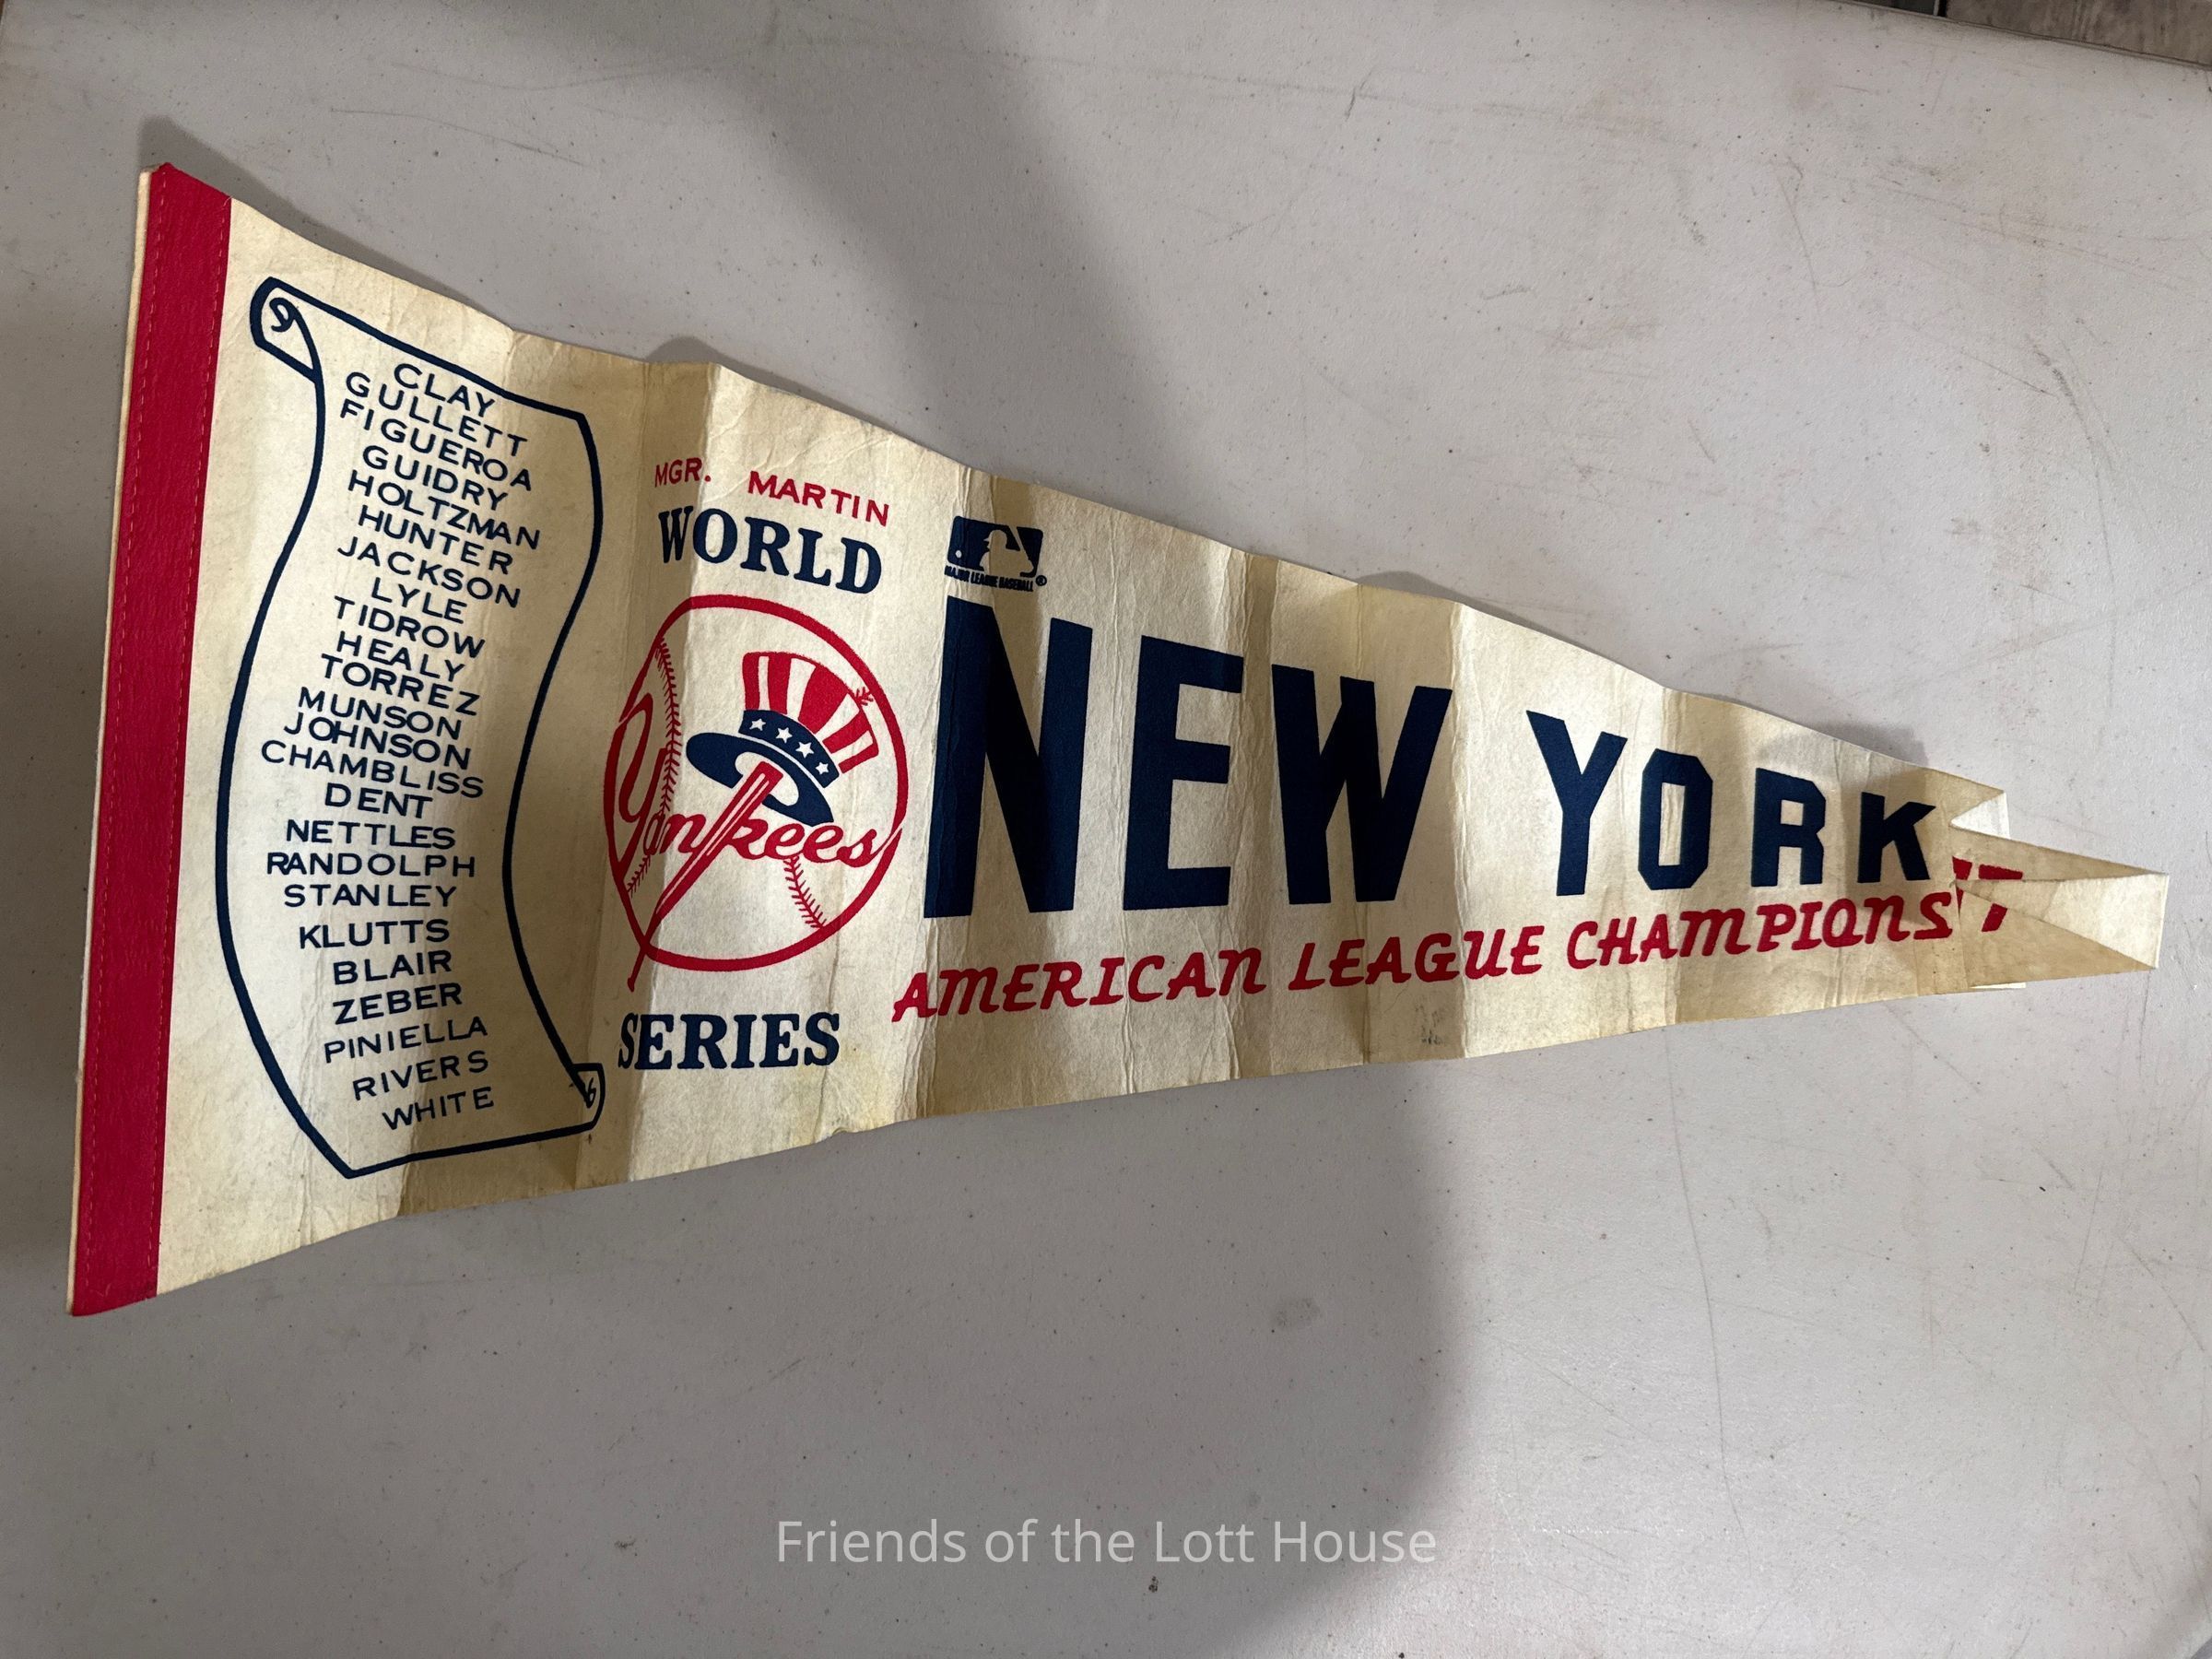 CLAY
GULLETT
FIGUEROA
GUIDRY
HOLTZMAN
HUNTER
JACKSON
LYLE
TIDROW
HEALY
TORREZ
MUNSON
JOHNSON
CHAMBLISS
DENT
NETTLES
RANDOLPH
STANLEY
KLUTTS
BLAIR
ZEBER
PINIELLA
RIVERS
WHITE
MGR. MARTIN
WORLD
Yankees
SERIES
MAJOR LEAGUE BASEBALL®
NEW YORK
AMERICAN LEAGUE CHAMPIONS
Friends of the Lott House